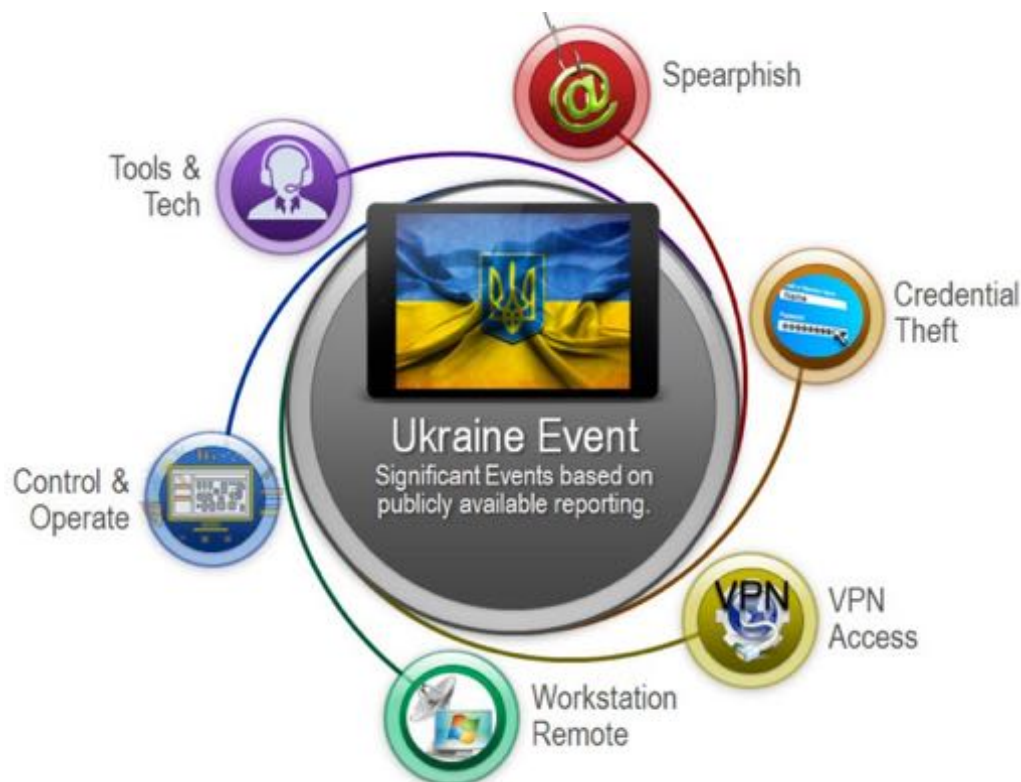 Spearphish
Tools &
Tech
Credential
Theft
Ukraine Event
Significant Events based on
publicly available reporting.
Control &
Operate
VPN
VPN
Access
Workstation
Remote